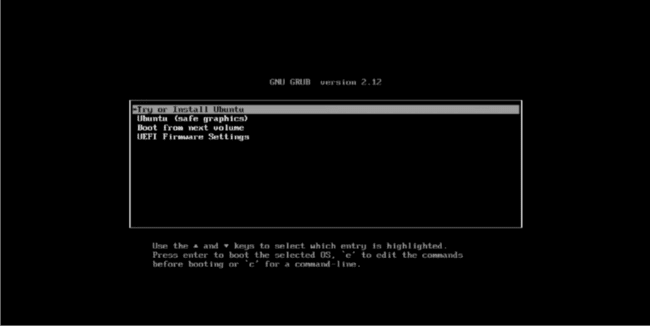 GNU GRUB version 2.12
*Try or Install Ubuntu
Ubuntu (safe graphics)
Boot from next volume
UEFI Firmware Settings
Use the ▲ and ▼ keys to select which entry is highlighted.
Press enter to boot the selected OS, `e' to edit the commands
before booting or `c' for a command-line.